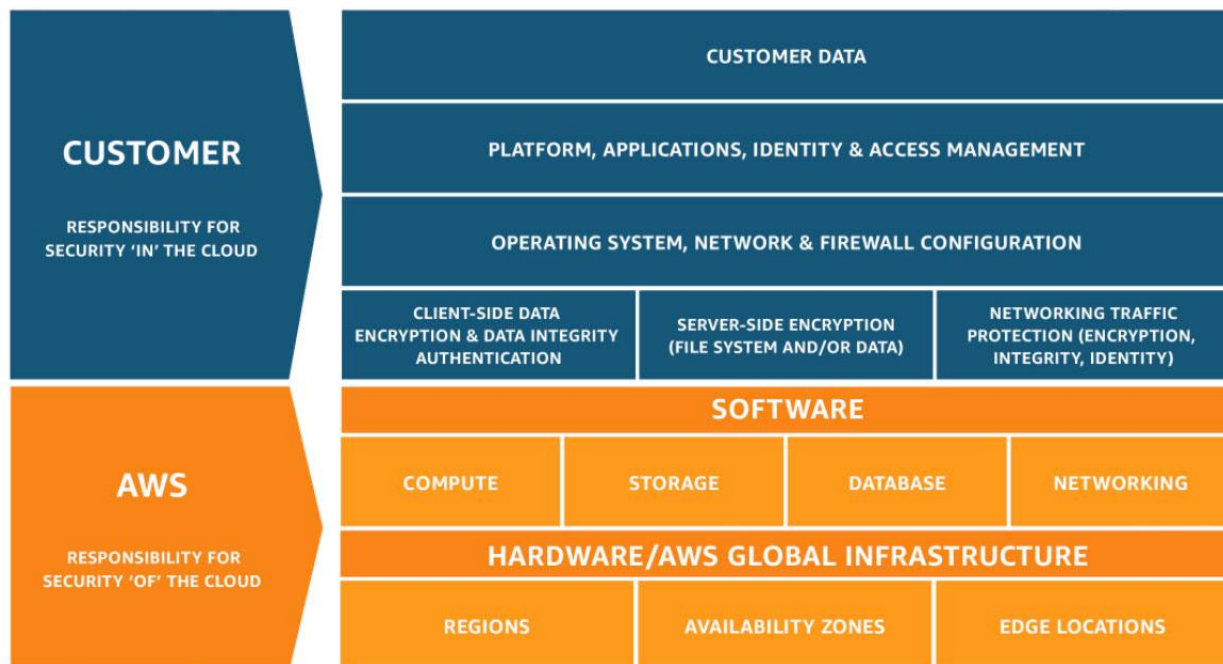 CUSTOMER
RESPONSIBILITY FOR
SECURITY ‘IN’ THE CLOUD
CUSTOMER DATA
PLATFORM, APPLICATIONS, IDENTITY & ACCESS MANAGEMENT
OPERATING SYSTEM, NETWORK & FIREWALL CONFIGURATION
CLIENT-SIDE DATA
ENCRYPTION & DATA INTEGRITY
AUTHENTICATION
SERVER-SIDE ENCRYPTION
(FILE SYSTEM AND/OR DATA)
NETWORKING TRAFFIC
PROTECTION (ENCRYPTION,
INTEGRITY, IDENTITY)
AWS
RESPONSIBILITY FOR
SECURITY ‘OF’ THE CLOUD
SOFTWARE
COMPUTE
STORAGE
DATABASE
NETWORKING
HARDWARE/AWS GLOBAL INFRASTRUCTURE
REGIONS
AVAILABILITY ZONES
EDGE LOCATIONS